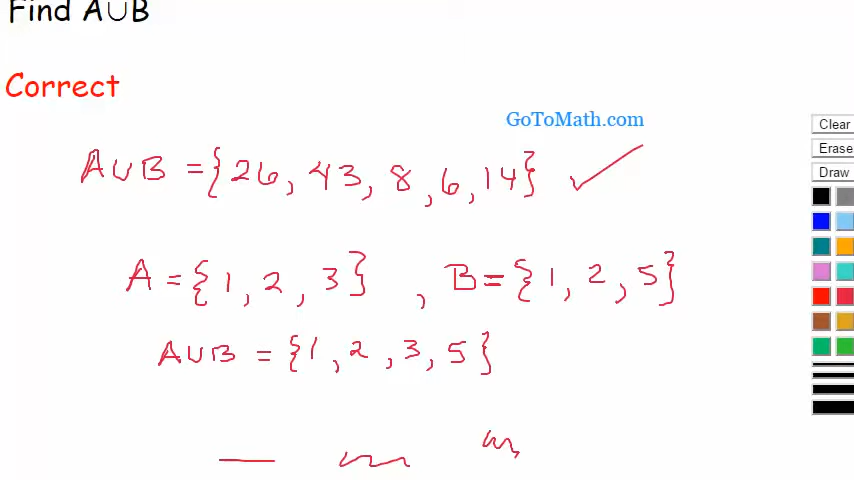 Find A∪B
Correct
GoToMath.com
A∪B = {26, 43, 8, 6, 14}
A = {1, 2, 3} , B = {1, 2, 5}
A∪B = {1, 2, 3, 5}
Clear
Erase
Draw